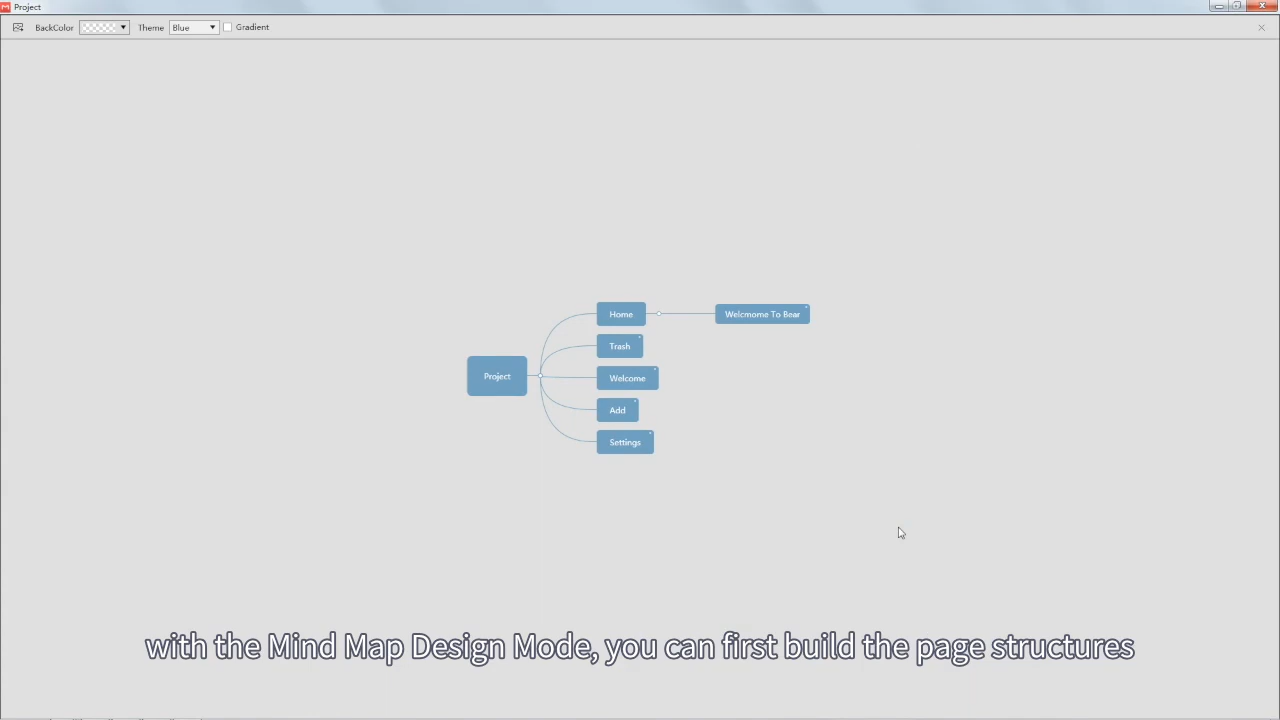 Project
BackColor Theme Blue Gradient
Home
Welcmome To Bear
Trash
Project
Welcome
Add
Settings
with the Mind Map Design Mode, you can first build the page structures